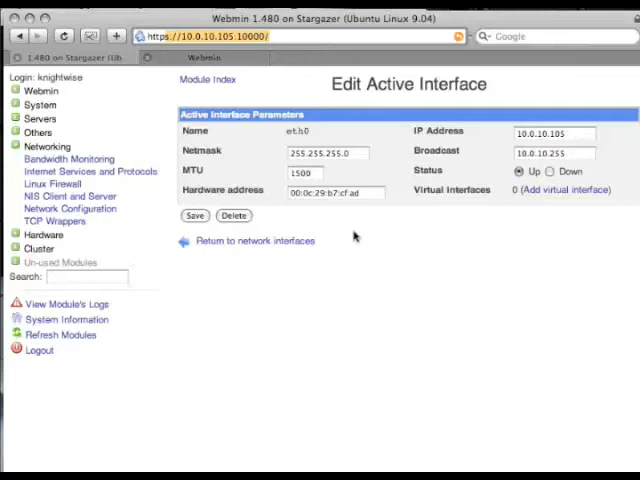 Webmin 1.480 on Stargazer (Ubuntu Linux 9.04)
https://10.0.10.105:10000/
Google
1.480 on Stargazer (Ub...
Webmin
Login: knightwise
Webmin
System
Servers
Others
Networking
Bandwidth Monitoring
Internet Services and Protocols
Linux Firewall
NIS Client and Server
Network Configuration
TCP Wrappers
Hardware
Cluster
Un-used Modules
Search:
View Module's Logs
System Information
Refresh Modules
Logout
Module Index
Edit Active Interface
Active Interface Parameters
Name eth0 IP Address 10.0.10.105
Netmask 255.255.255.0 Broadcast 10.0.10.255
MTU 1500 Status Up Down
Hardware address 00:0c:29:b7:cf:ad Virtual Interfaces 0 (Add virtual interface)
Save Delete
Return to network interfaces